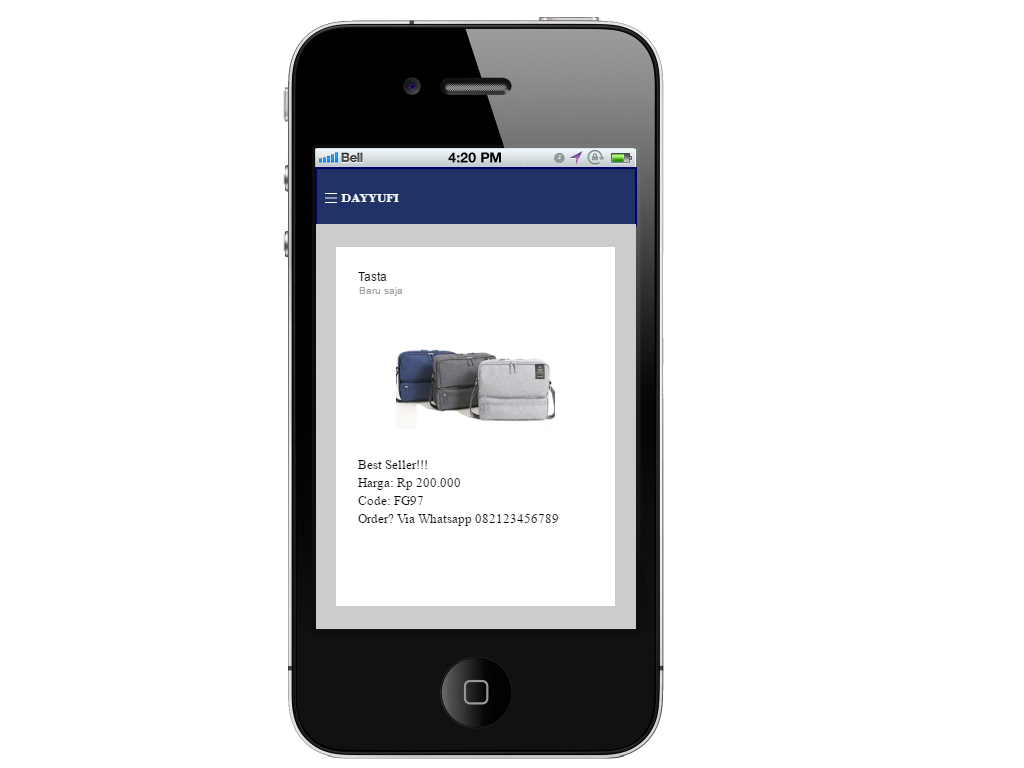 Bell
4:20 PM
DAYYUFI
Tasta
Baru saja
Best Seller!!!
Harga: Rp 200.000
Code: FG97
Order? Via Whatsapp 082123456789